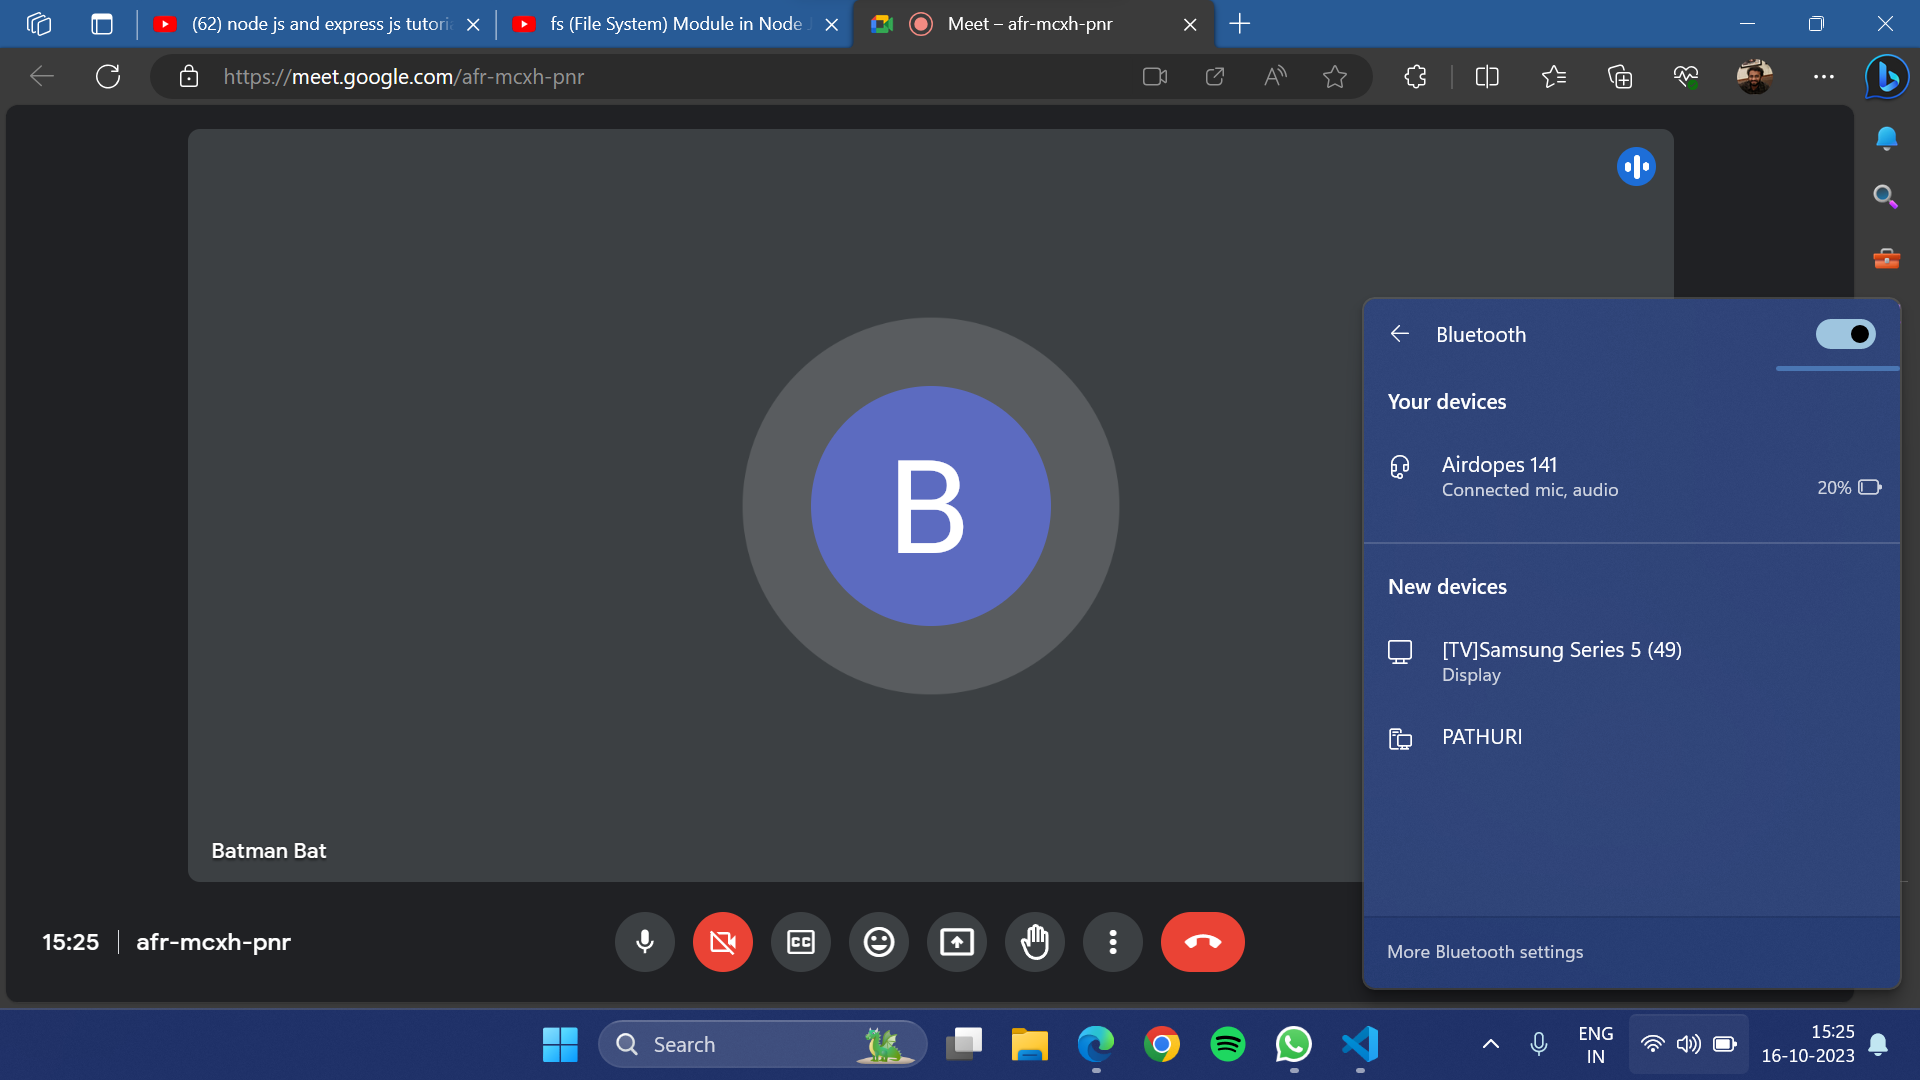 (62) node js and express js tutori
fs (File System) Module in Node J
Meet – afr-mcxh-pnr
https://meet.google.com/afr-mcxh-pnr
B
Batman Bat
15:25
afr-mcxh-pnr
CC
Bluetooth
Your devices
Airdopes 141
Connected mic, audio
20%
New devices
[TV]Samsung Series 5 (49)
Display
PATHURI
More Bluetooth settings
Search
ENG
IN
15:25
16-10-2023